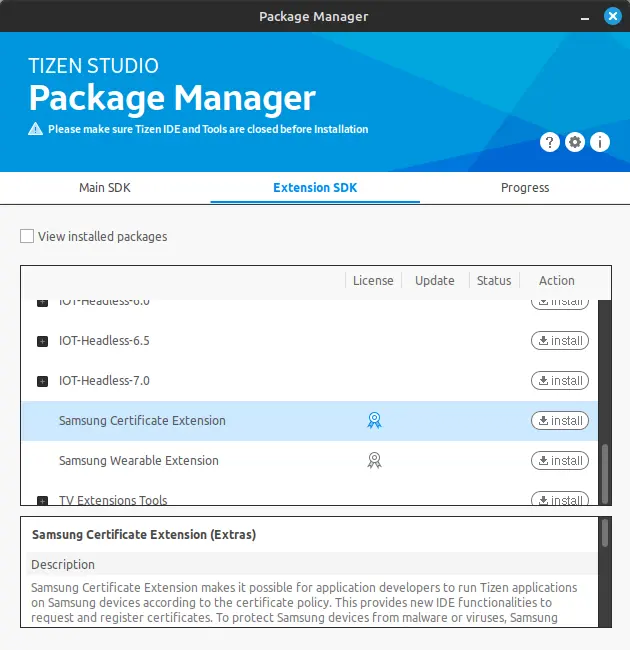 Package Manager
TIZEN STUDIO
Package Manager
Please make sure Tizen IDE and Tools are closed before Installation
Main SDK Extension SDK Progress
View installed packages
License Update Status Action
IOT-Headless-6.0 install
IOT-Headless-6.5 install
IOT-Headless-7.0 install
Samsung Certificate Extension install
Samsung Wearable Extension install
TV Extensions Tools install
Samsung Certificate Extension (Extras)
Description
Samsung Certificate Extension makes it possible for application developers to run Tizen applications
on Samsung devices according to the certificate policy. This provides new IDE functionalities to
request and register certificates. To protect Samsung devices from malware or viruses, Samsung